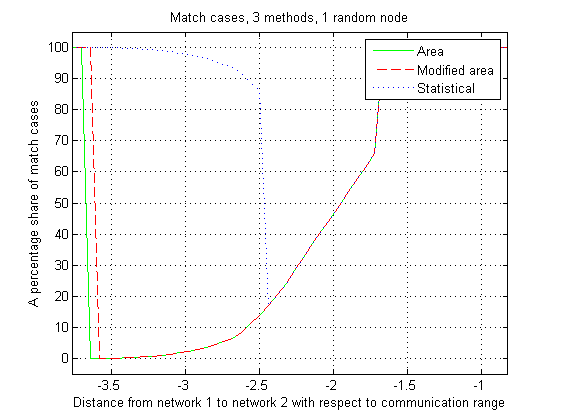 Match cases, 3 methods, 1 random node
Area
Modified area
Statistical
A percentage share of match cases
100
90
80
70
60
50
40
30
20
10
0
-3.5 -3 -2.5 -2 -1.5 -1
Distance from network 1 to network 2 with respect to communication range